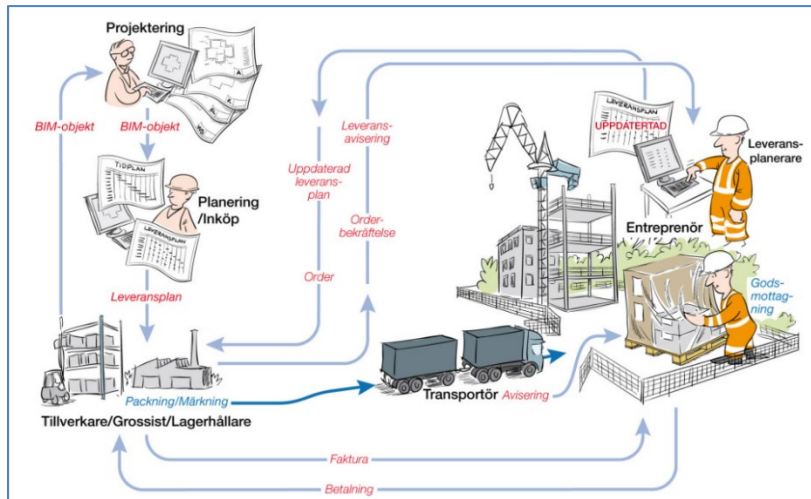 Projektering
BIM-objekt
BIM-objekt
TIDPLAN
Planering
/Inköp
LEVERANSPLAN
Leveransplan
Uppdaterad
leverans-
plan
Order
Leverans-
avisering
Order-
bekräftelse
LEVERANSPLAN
UPPDATERTAD
Leverans-
planerare
Entreprenör
Gods-
mottag-
ning
Packning/Märkning
Tillverkare/Grossist/Lagerhållare
Transportör
Avisering
Faktura
Betalning